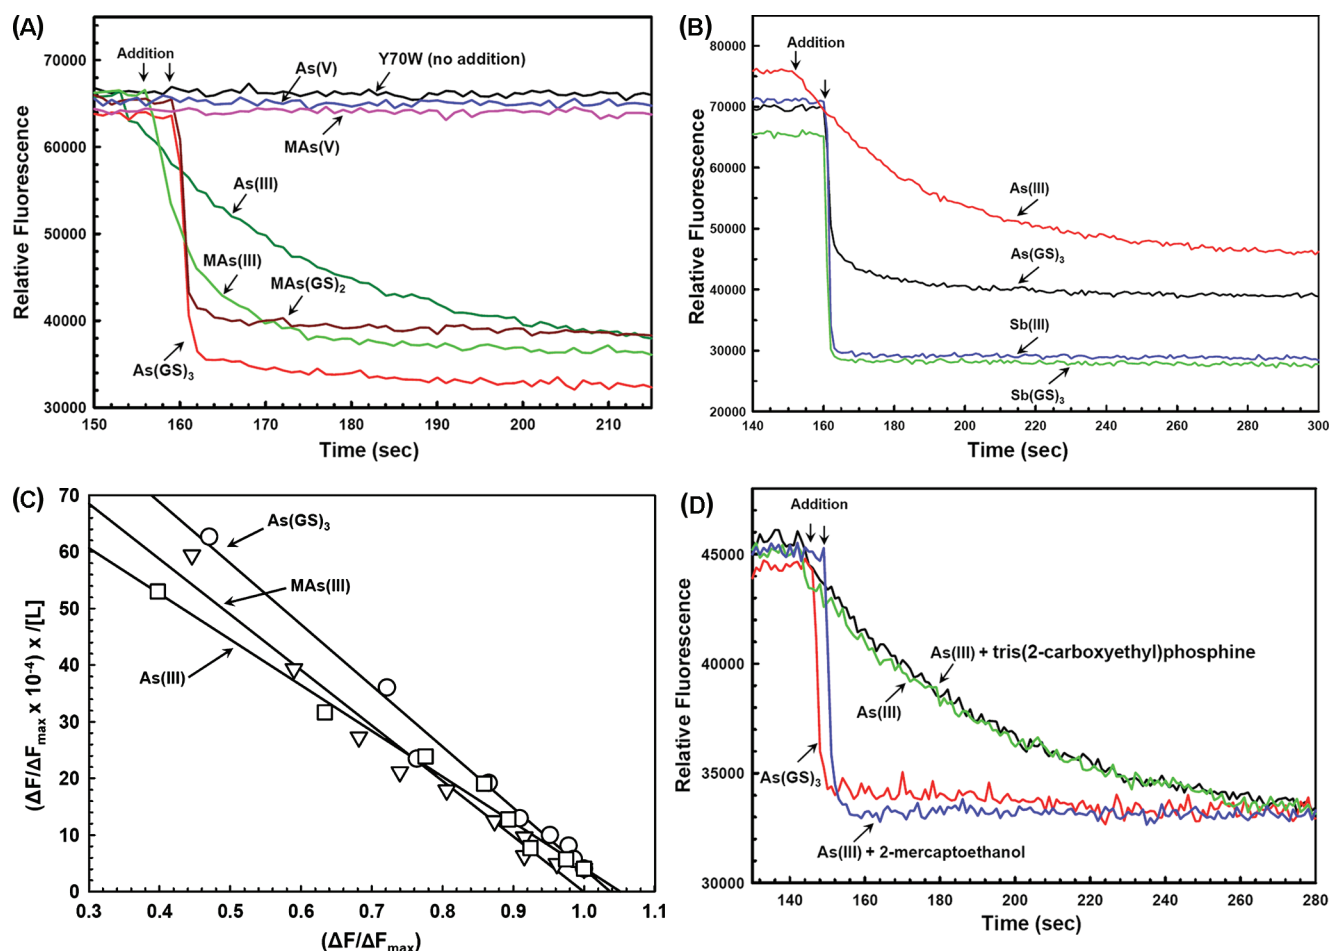 (A)
Relative Fluorescence
70000
60000
50000
40000
30000
Addition
As(V)
Y70W (no addition)
MAs(V)
As(III)
MAs(III)
MAs(GS)2
As(GS)3
150 160 170 180 190 200 210
Time (sec)
(B)
Relative Fluorescence
80000
70000
60000
50000
40000
30000
20000
Addition
As(III)
As(GS)3
Sb(III)
Sb(GS)3
140 160 180 200 220 240 260 280 300
Time (sec)
(C)
(ΔF/ΔFmax x 10-4) x /[L]
70
60
50
40
30
20
10
0
As(GS)3
MAs(III)
As(III)
0.3 0.4 0.5 0.6 0.7 0.8 0.9 1.0 1.1
(ΔF/ΔFmax)
(D)
Relative Fluorescence
45000
40000
35000
30000
Addition
As(III) + tris(2-carboxyethyl)phosphine
As(III)
As(GS)3
As(III) + 2-mercaptoethanol
140 160 180 200 220 240 260 280
Time (sec)